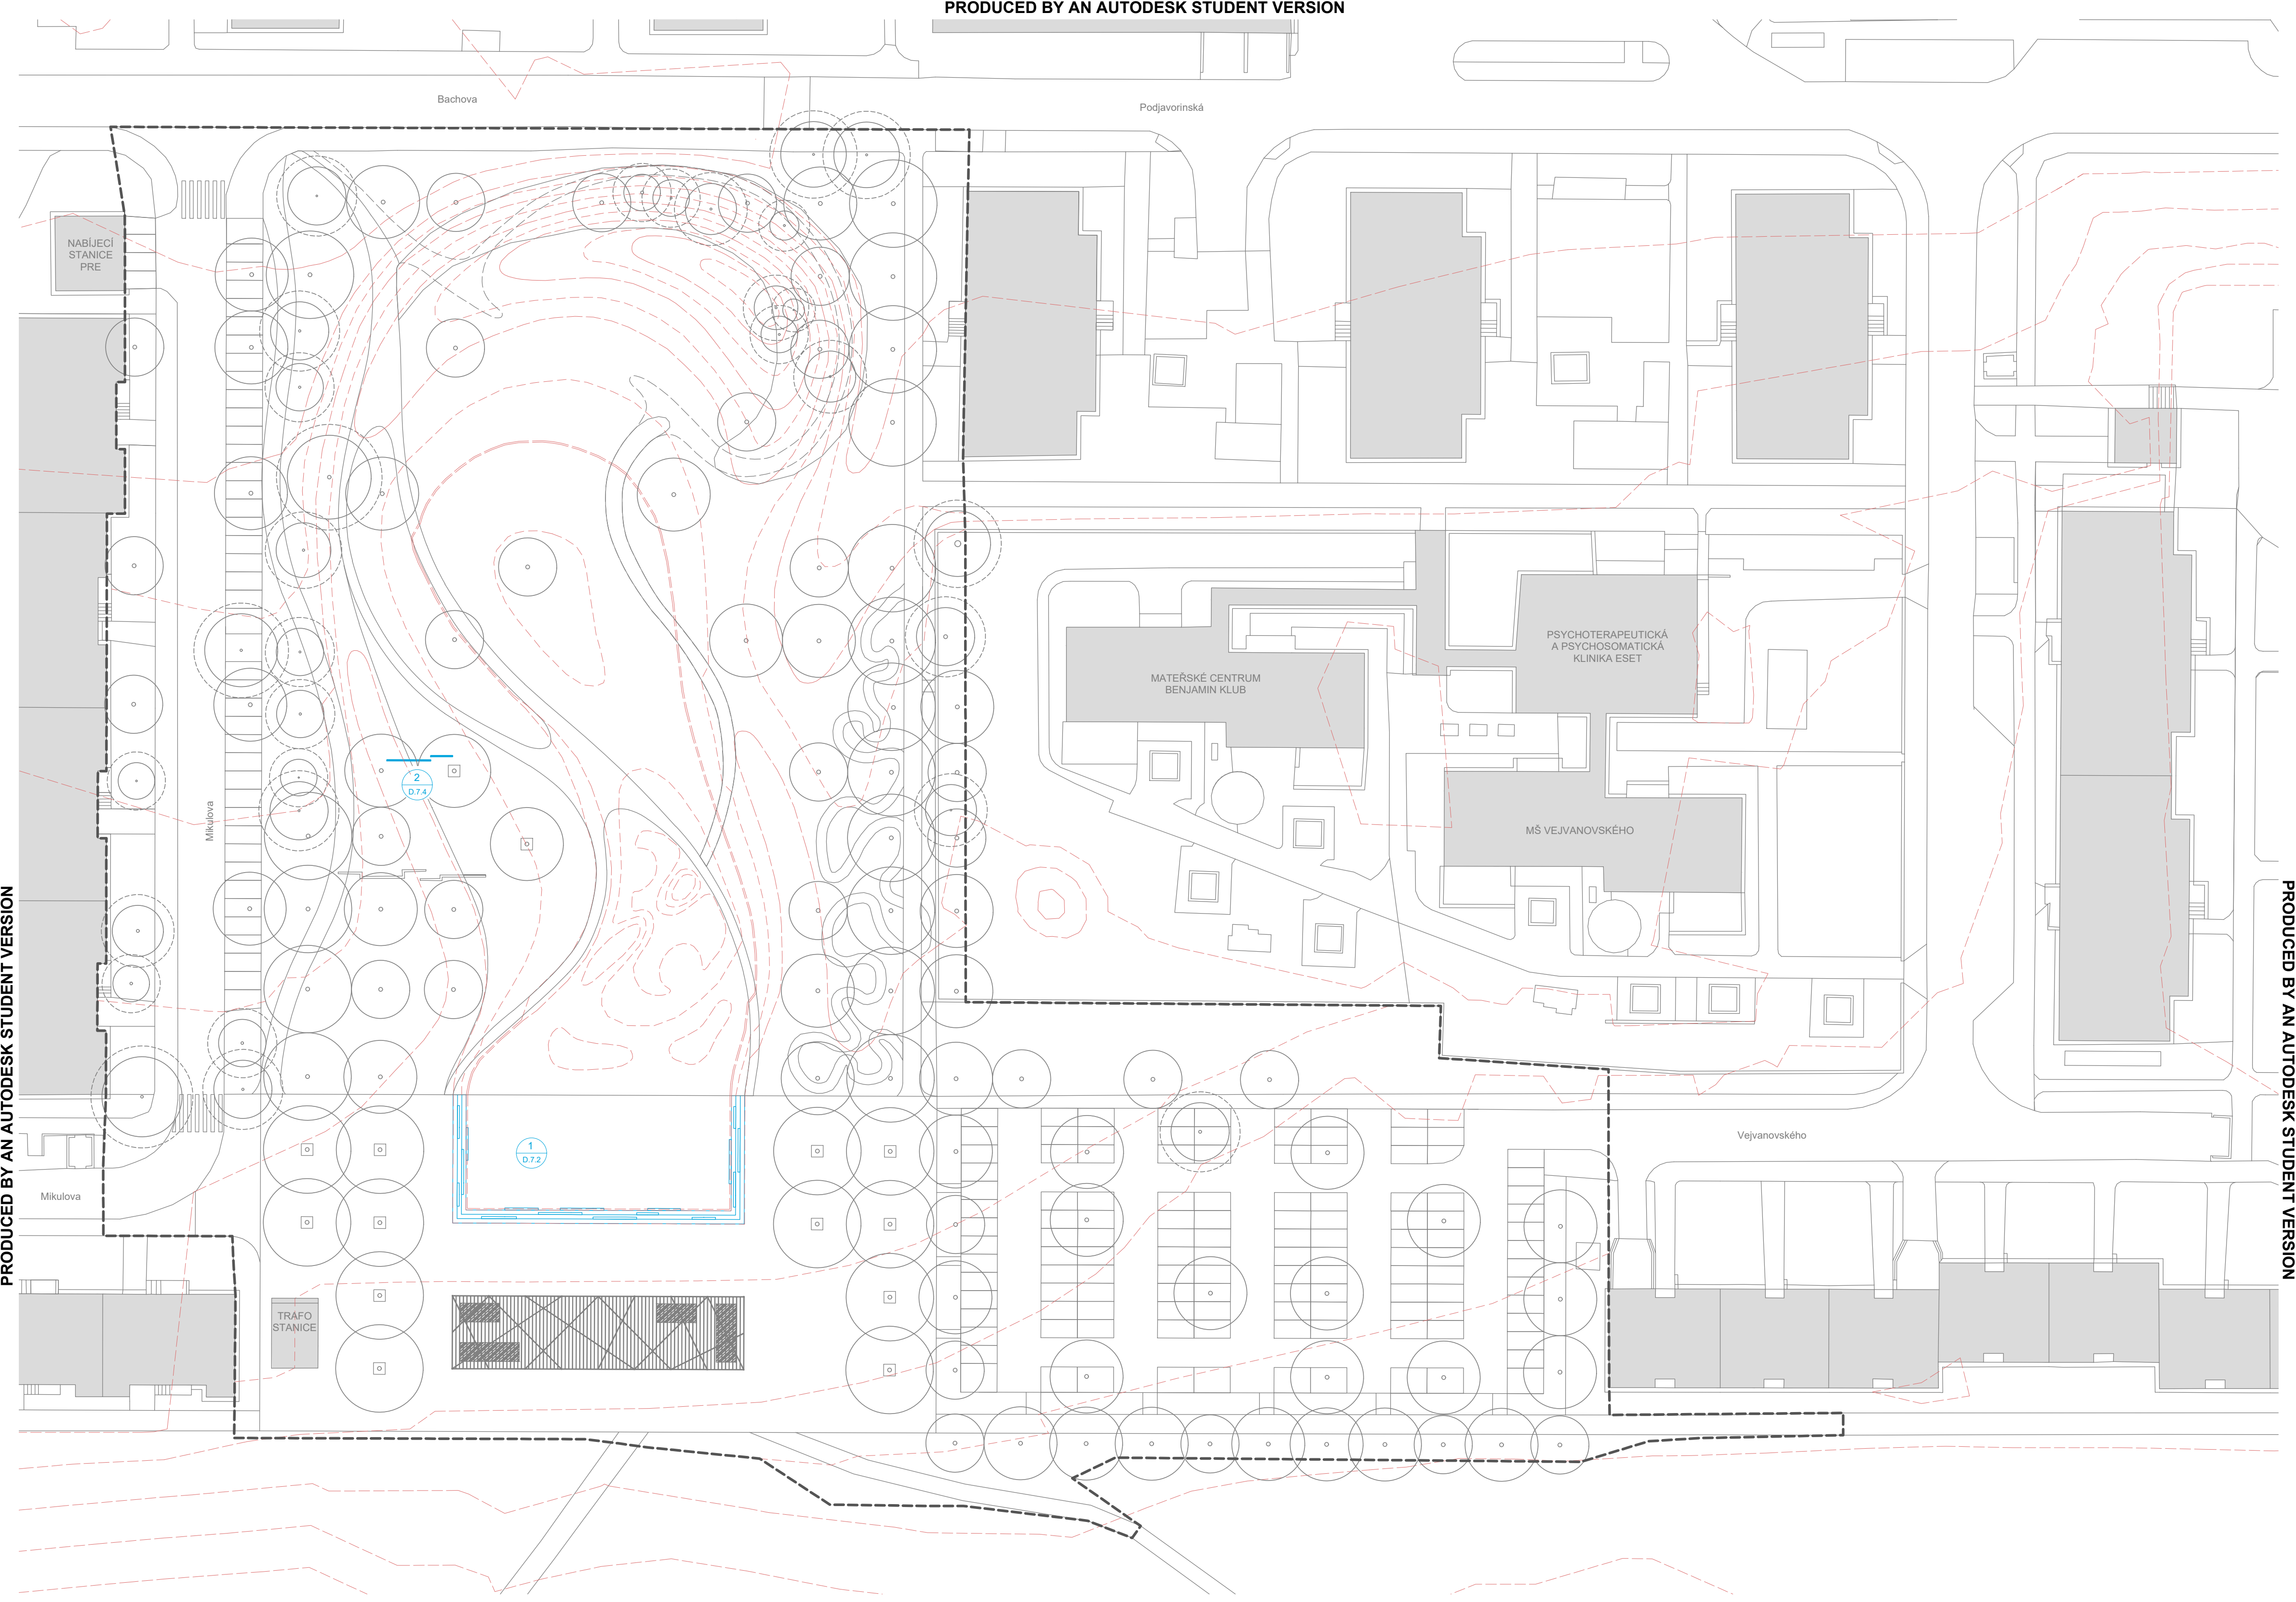 PRODUCED BY AN AUTODESK STUDENT VERSION
Bachova
Podjavorinská
NABÍJECÍ
STANICE
PRE
PSYCHOTERAPEUTICKÁ
A PSYCHOSOMATICKÁ
KLINIKA ESET
MATEŘSKÉ CENTRUM
BENJAMIN KLUB
2
D.7.4
Mikulova
MŠ VEJVANOVSKÉHO
PRODUCED BY AN AUTODESK STUDENT VERSION
PRODUCED BY AN AUTODESK STUDENT VERSION
1
D.7.2
Vejvanovského
Mikulova
TRAFO
STANICE